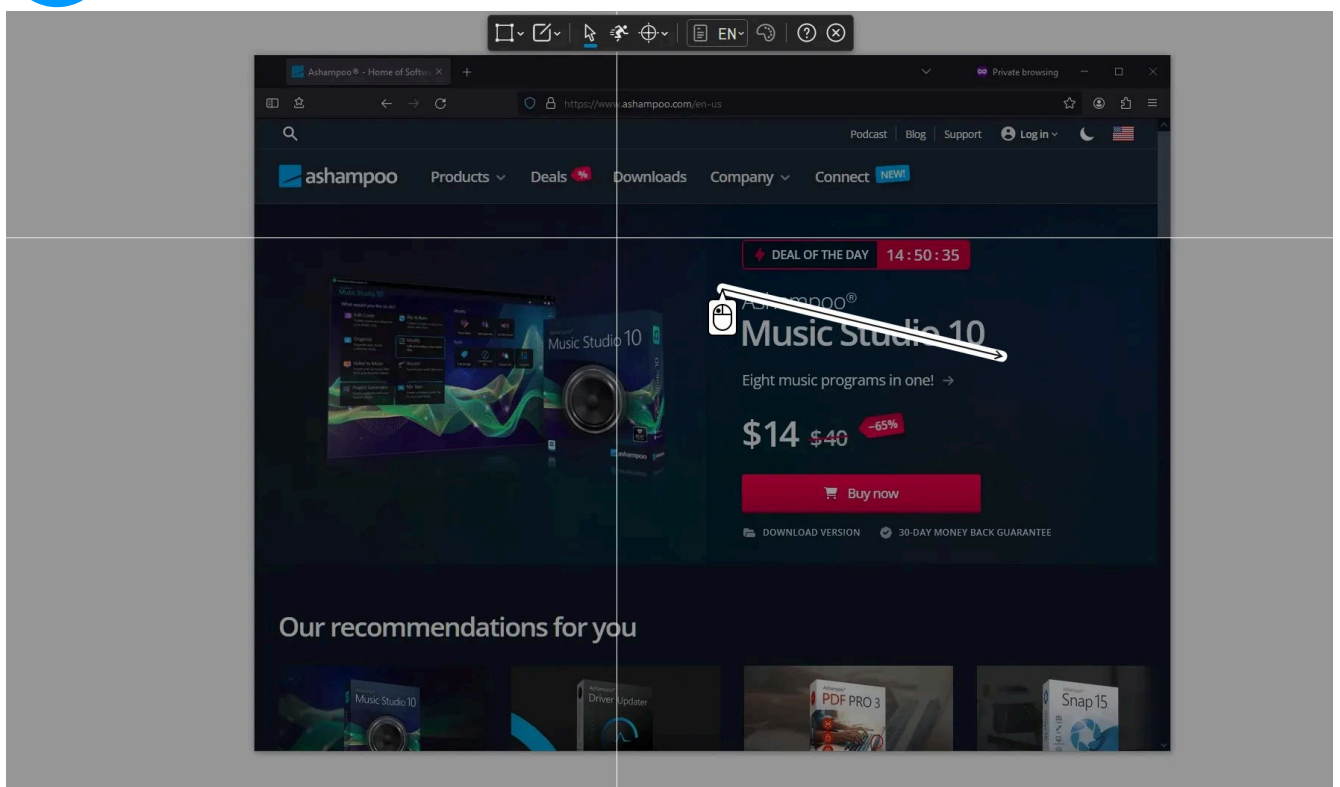 EN
Ashampoo® - Home of Softw
Private browsing
https://www.ashampoo.com/en-us
Podcast Blog Support Log in
ashampoo Products Deals % Downloads Company Connect NEW!
DEAL OF THE DAY 14:50:35
Ashampoo®
Music Studio 10
Eight music programs in one! →
$14 $40 -65%
Buy now
DOWNLOAD VERSION 30-DAY MONEY BACK GUARANTEE
Music Studio 10
ashampoo
Our recommendations for you
Music Studio 10
Driver Updater
PDF PRO 3
Snap 15